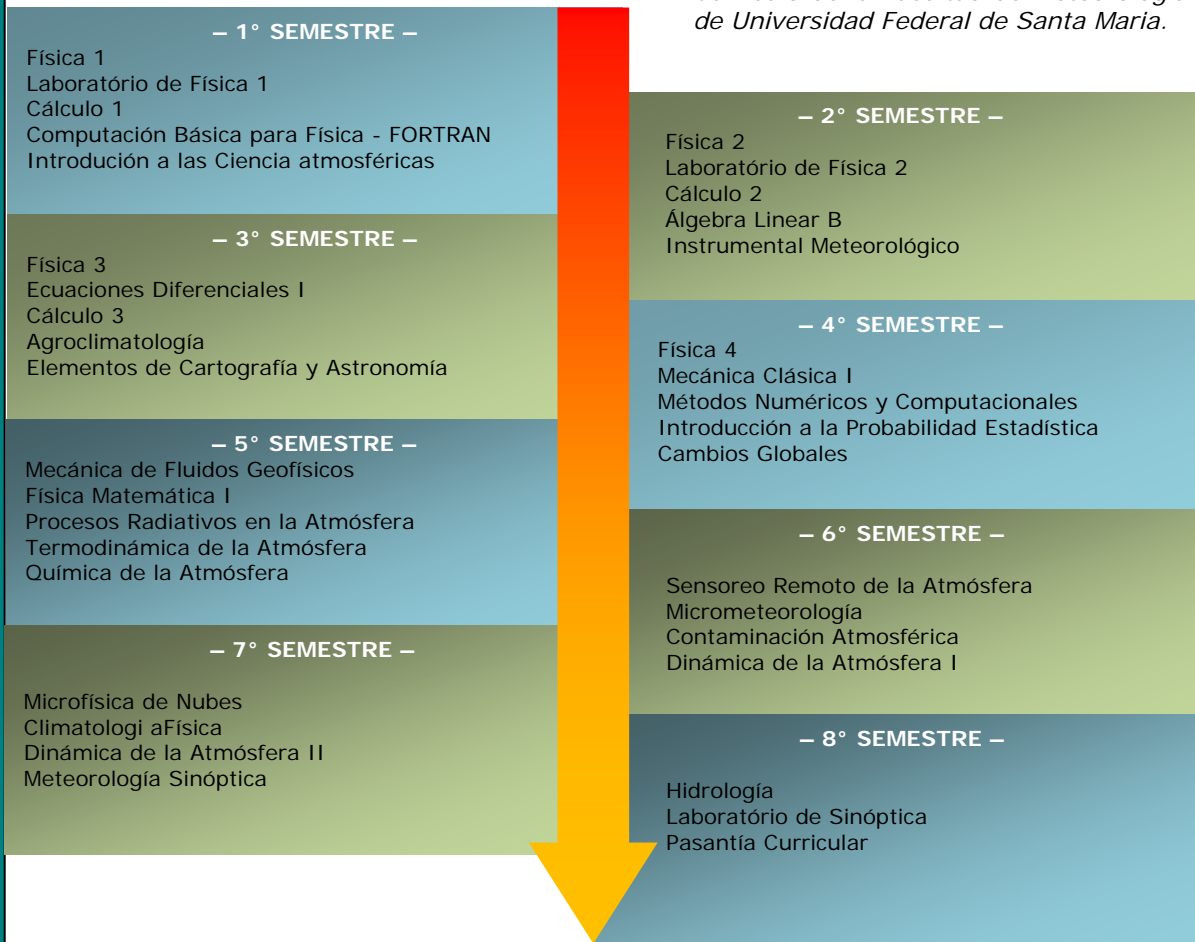 de Universidad Federal de Santa Maria.
– 1° SEMESTRE –
Física 1
Laboratório de Física 1
Cálculo 1
Computación Básica para Física - FORTRAN
Introdución a las Ciencia atmosféricas
– 2° SEMESTRE –
Física 2
Laboratório de Física 2
Cálculo 2
Álgebra Linear B
Instrumental Meteorológico
– 3° SEMESTRE –
Física 3
Ecuaciones Diferenciales I
Cálculo 3
Agroclimatología
Elementos de Cartografía y Astronomía
– 4° SEMESTRE –
Física 4
Mecánica Clásica I
Métodos Numéricos y Computacionales
Introducción a la Probabilidad Estadística
Cambios Globales
– 5° SEMESTRE –
Mecánica de Fluidos Geofísicos
Física Matemática I
Procesos Radiativos en la Atmósfera
Termodinámica de la Atmósfera
Química de la Atmósfera
– 6° SEMESTRE –
Sensoreo Remoto de la Atmósfera
Micrometeorología
Contaminación Atmosférica
Dinámica de la Atmósfera I
– 7° SEMESTRE –
Microfísica de Nubes
Climatologi aFísica
Dinámica de la Atmósfera II
Meteorología Sinóptica
– 8° SEMESTRE –
Hidrología
Laboratório de Sinóptica
Pasantía Curricular